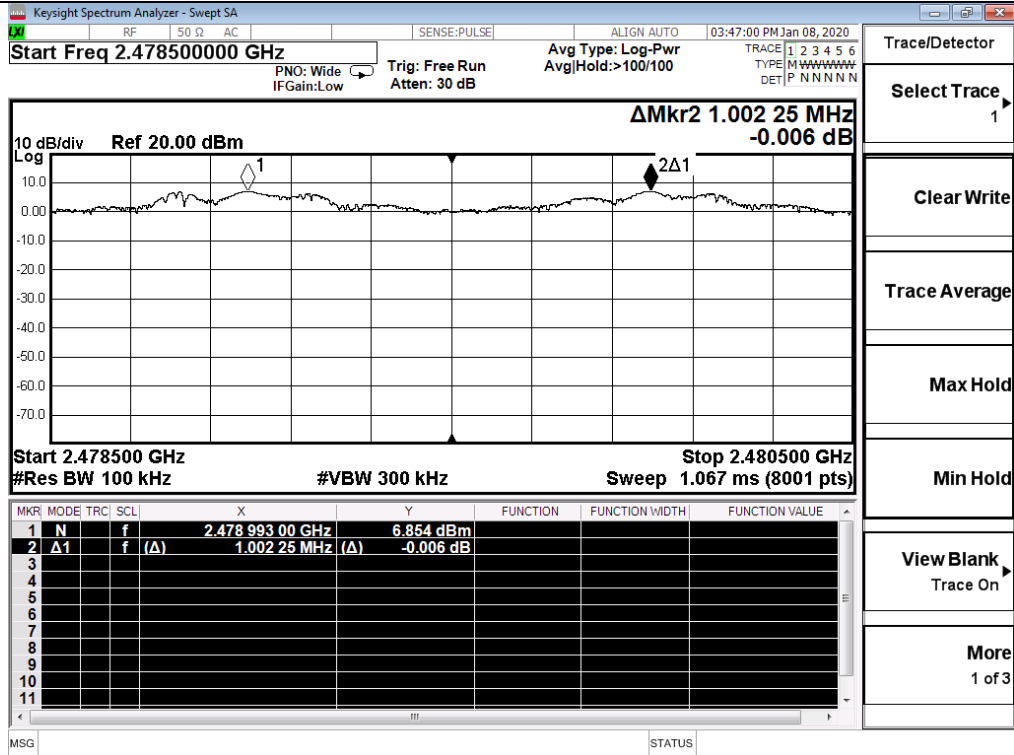 Keysight Spectrum Analyzer - Swept SA
LXI RF 50 Ω AC SENSE:PULSE ALIGN AUTO 03:47:00 PM Jan 08, 2020
Start Freq 2.478500000 GHz
PNO: Wide
IFGain:Low
Trig: Free Run
Atten: 30 dB
Avg Type: Log-Pwr
Avg|Hold:>100/100
TRACE 1 2 3 4 5 6
TYPE M WWWWW
DET P N N N N N
ΔMkr2 1.002 25 MHz
-0.006 dB
10 dB/div Ref 20.00 dBm
Log
1
2Δ1
10.0
0.00
-10.0
-20.0
-30.0
-40.0
-50.0
-60.0
-70.0
Start 2.478500 GHz Stop 2.480500 GHz
#Res BW 100 kHz #VBW 300 kHz Sweep 1.067 ms (8001 pts)
MKR MODE TRC SCL X Y FUNCTION FUNCTION WIDTH FUNCTION VALUE
1 N f 2.478 993 00 GHz 6.854 dBm
2 Δ1 f (Δ) 1.002 25 MHz (Δ) -0.006 dB
3
4
5
6
7
8
9
10
11
MSG STATUS
Trace/Detector
Select Trace
1
Clear Write
Trace Average
Max Hold
Min Hold
View Blank
Trace On
More
1 of 3